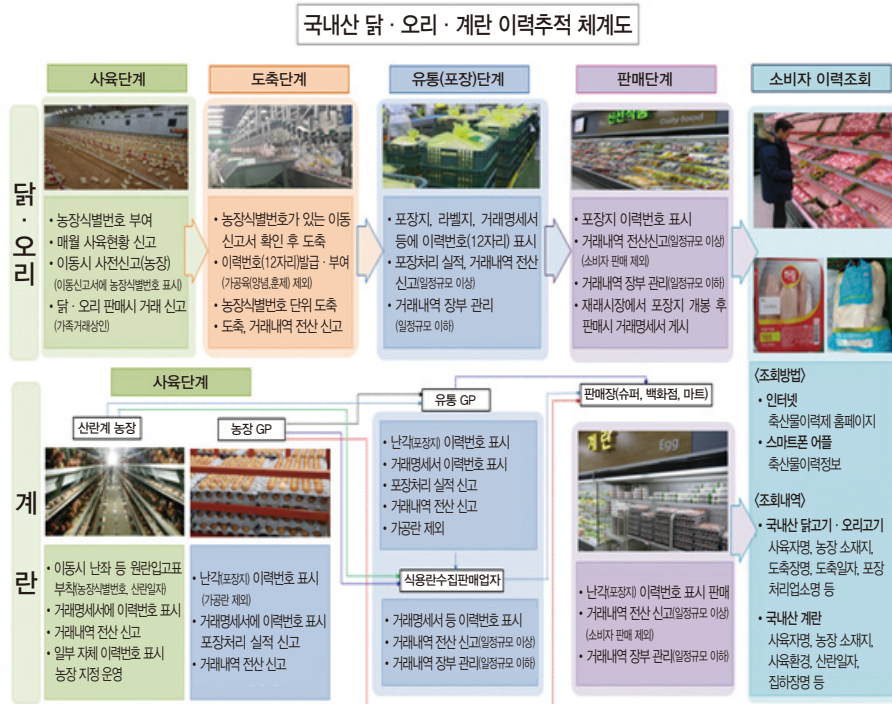 국내산 닭 · 오리 · 계란 이력추적 체계도
사육단계
도축단계
유통(포장)단계
판매단계
소비자 이력조회
닭 · 오리
• 농장식별번호 부여
• 매월 사육현황 신고
• 이동시 사전신고(농장)
(이동신고서에 농장식별번호 표시)
• 닭 · 오리 판매시 거래 신고
(가축거래상인)
• 농장식별번호가 있는 이동
신고서 확인 후 도축
• 이력번호(12자리)발급 · 부여
(가공육(양념,훈제) 제외)
• 농장식별번호 단위 도축
• 도축, 거래내역 전산 신고
• 포장지, 라벨지, 거래명세서
등에 이력번호(12자리) 표시
• 포장처리 실적, 거래내역 전산
신고(일정규모 이상)
• 거래내역 장부 관리
(일정규모 이하)
신선식품 Daily food
• 포장지 이력번호 표시
• 거래내역 전산신고(일정규모 이상)
(소비자 판매 제외)
• 거래내역 장부 관리(일정규모 이하)
• 재래시장에서 포장지 개봉 후
판매시 거래명세서 게시
계란
사육단계
산란계 농장
농장 GP
유통 GP
판매장(슈퍼, 백화점, 마트)
• 이동시 난좌 등 원란입고표
부착(농장식별번호, 산란일자)
• 거래명세서에 이력번호 표시
• 거래내역 전산 신고
• 일부 자체 이력번호 표시
농장 지정 운영
• 난각(포장지) 이력번호 표시
(가공란 제외)
• 거래명세서에 이력번호 표시
포장처리 실적 신고
• 거래내역 전산 신고
• 난각(포장지) 이력번호 표시
• 거래명세서 이력번호 표시
• 포장처리 실적 신고
• 거래내역 전산 신고
• 가공란 제외
식용란수집판매업자
• 거래명세서 등 이력번호 표시
• 거래내역 전산 신고(일정규모 이상)
• 거래내역 장부 관리(일정규모 이하)
계란 Egg
• 난각(포장지) 이력번호 표시 판매
• 거래내역 전산 신고(일정규모 이상)
(소비자 판매 제외)
• 거래내역 장부 관리(일정규모 이하)
〈조회방법〉
• 인터넷
축산물이력제 홈페이지
• 스마트폰 어플
축산물이력정보
〈조회내역〉
• 국내산 닭고기 · 오리고기
사육자명, 농장 소재지,
도축장명, 도축일자, 포장
처리업소명 등
• 국내산 계란
사육자명, 농장 소재지,
사육환경, 산란일자,
집하장명 등